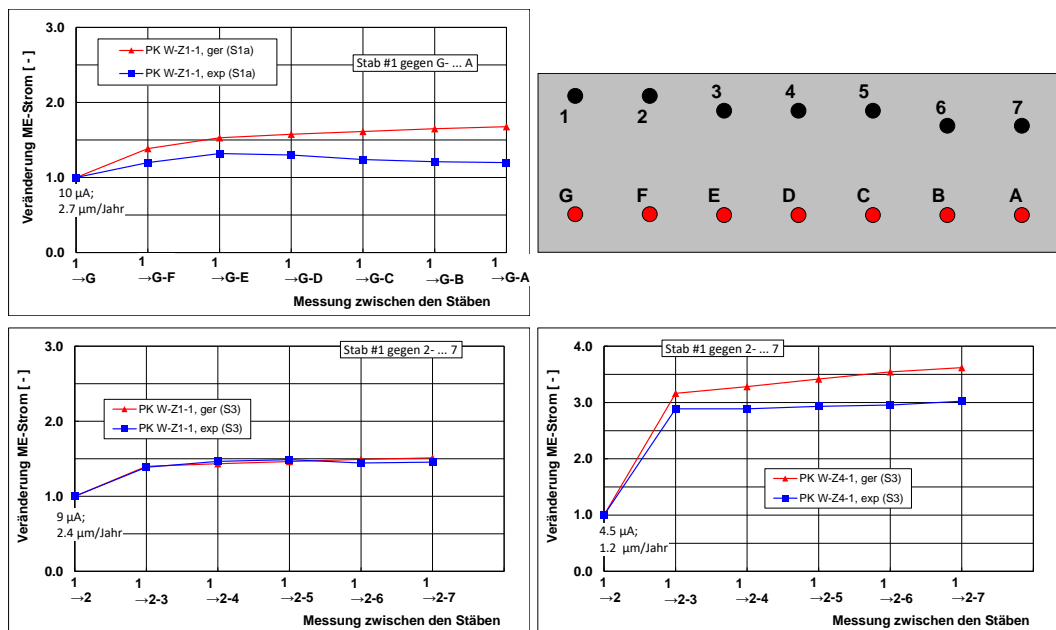 3.0
2.0
1.0
0.0
Veränderung ME-Strom [ - ]
PK W-Z1-1, ger (S1a)
PK W-Z1-1, exp (S1a)
Stab #1 gegen G- ... A
10 µA;
2.7 µm/Jahr
1 →G
1 →G-F
1 →G-E
1 →G-D
1 →G-C
1 →G-B
1 →G-A
Messung zwischen den Stäben
1 2 3 4 5 6 7
G F E D C B A
3.0
2.0
1.0
0.0
Veränderung ME-Strom [ - ]
Stab #1 gegen 2- ... 7
PK W-Z1-1, ger (S3)
PK W-Z1-1, exp (S3)
9 µA;
2.4 µm/Jahr
1 →2
1 →2-3
1 →2-4
1 →2-5
1 →2-6
1 →2-7
Messung zwischen den Stäben
4.0
3.0
2.0
1.0
0.0
Veränderung ME-Strom [ - ]
Stab #1 gegen 2- ... 7
PK W-Z4-1, ger (S3)
PK W-Z4-1, exp (S3)
4.5 µA;
1.2 µm/Jahr
1 →2
1 →2-3
1 →2-4
1 →2-5
1 →2-6
1 →2-7
Messung zwischen den Stäben